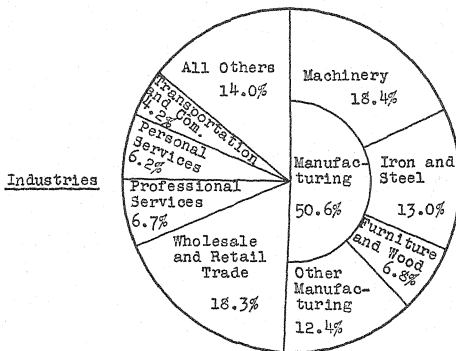 Industries
All Others
14.0%
Transportation
and Com.
4.2%
Personal
Services
6.2%
Professional
Services
6.7%
Wholesale
and Retail
Trade
18.3%
Machinery
18.4%
Manufac-
turing
50.6%
Iron and
Steel
13.0%
Furniture
and Wood
6.8%
Other
Manufac-
turing
12.4%